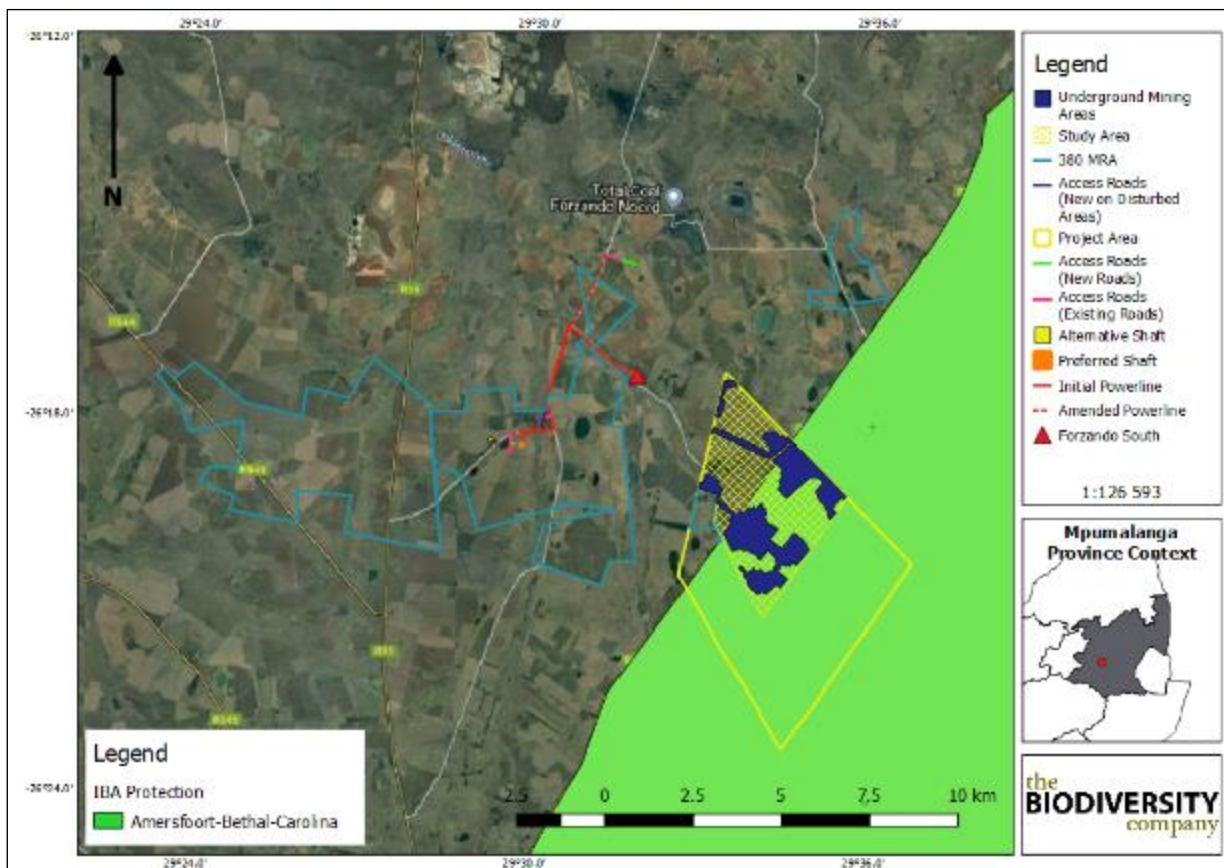 29°24.0'
29°30.0'
29°36.0'
-26°12.0'
N
Total Coal
Forzando Noord
-26°18.0'
-26°24.0'
Legend
IBA Protection
Amersfoort-Bethal-Carolina
2.5 0 2.5 5 7,5 10 km
29°24.0'
29°30.0'
29°36.0'
Legend
Underground Mining
Areas
Study Area
380 MRA
Access Roads
(New on Disturbed
Areas)
Project Area
Access Roads
(New Roads)
Access Roads
(Existing Roads)
Alternative Shaft
Preferred Shaft
Initial Powerline
Amended Powerline
Forzando South
1:126 593
Mpumalanga
Province Context
the
BIODIVERSITY
company